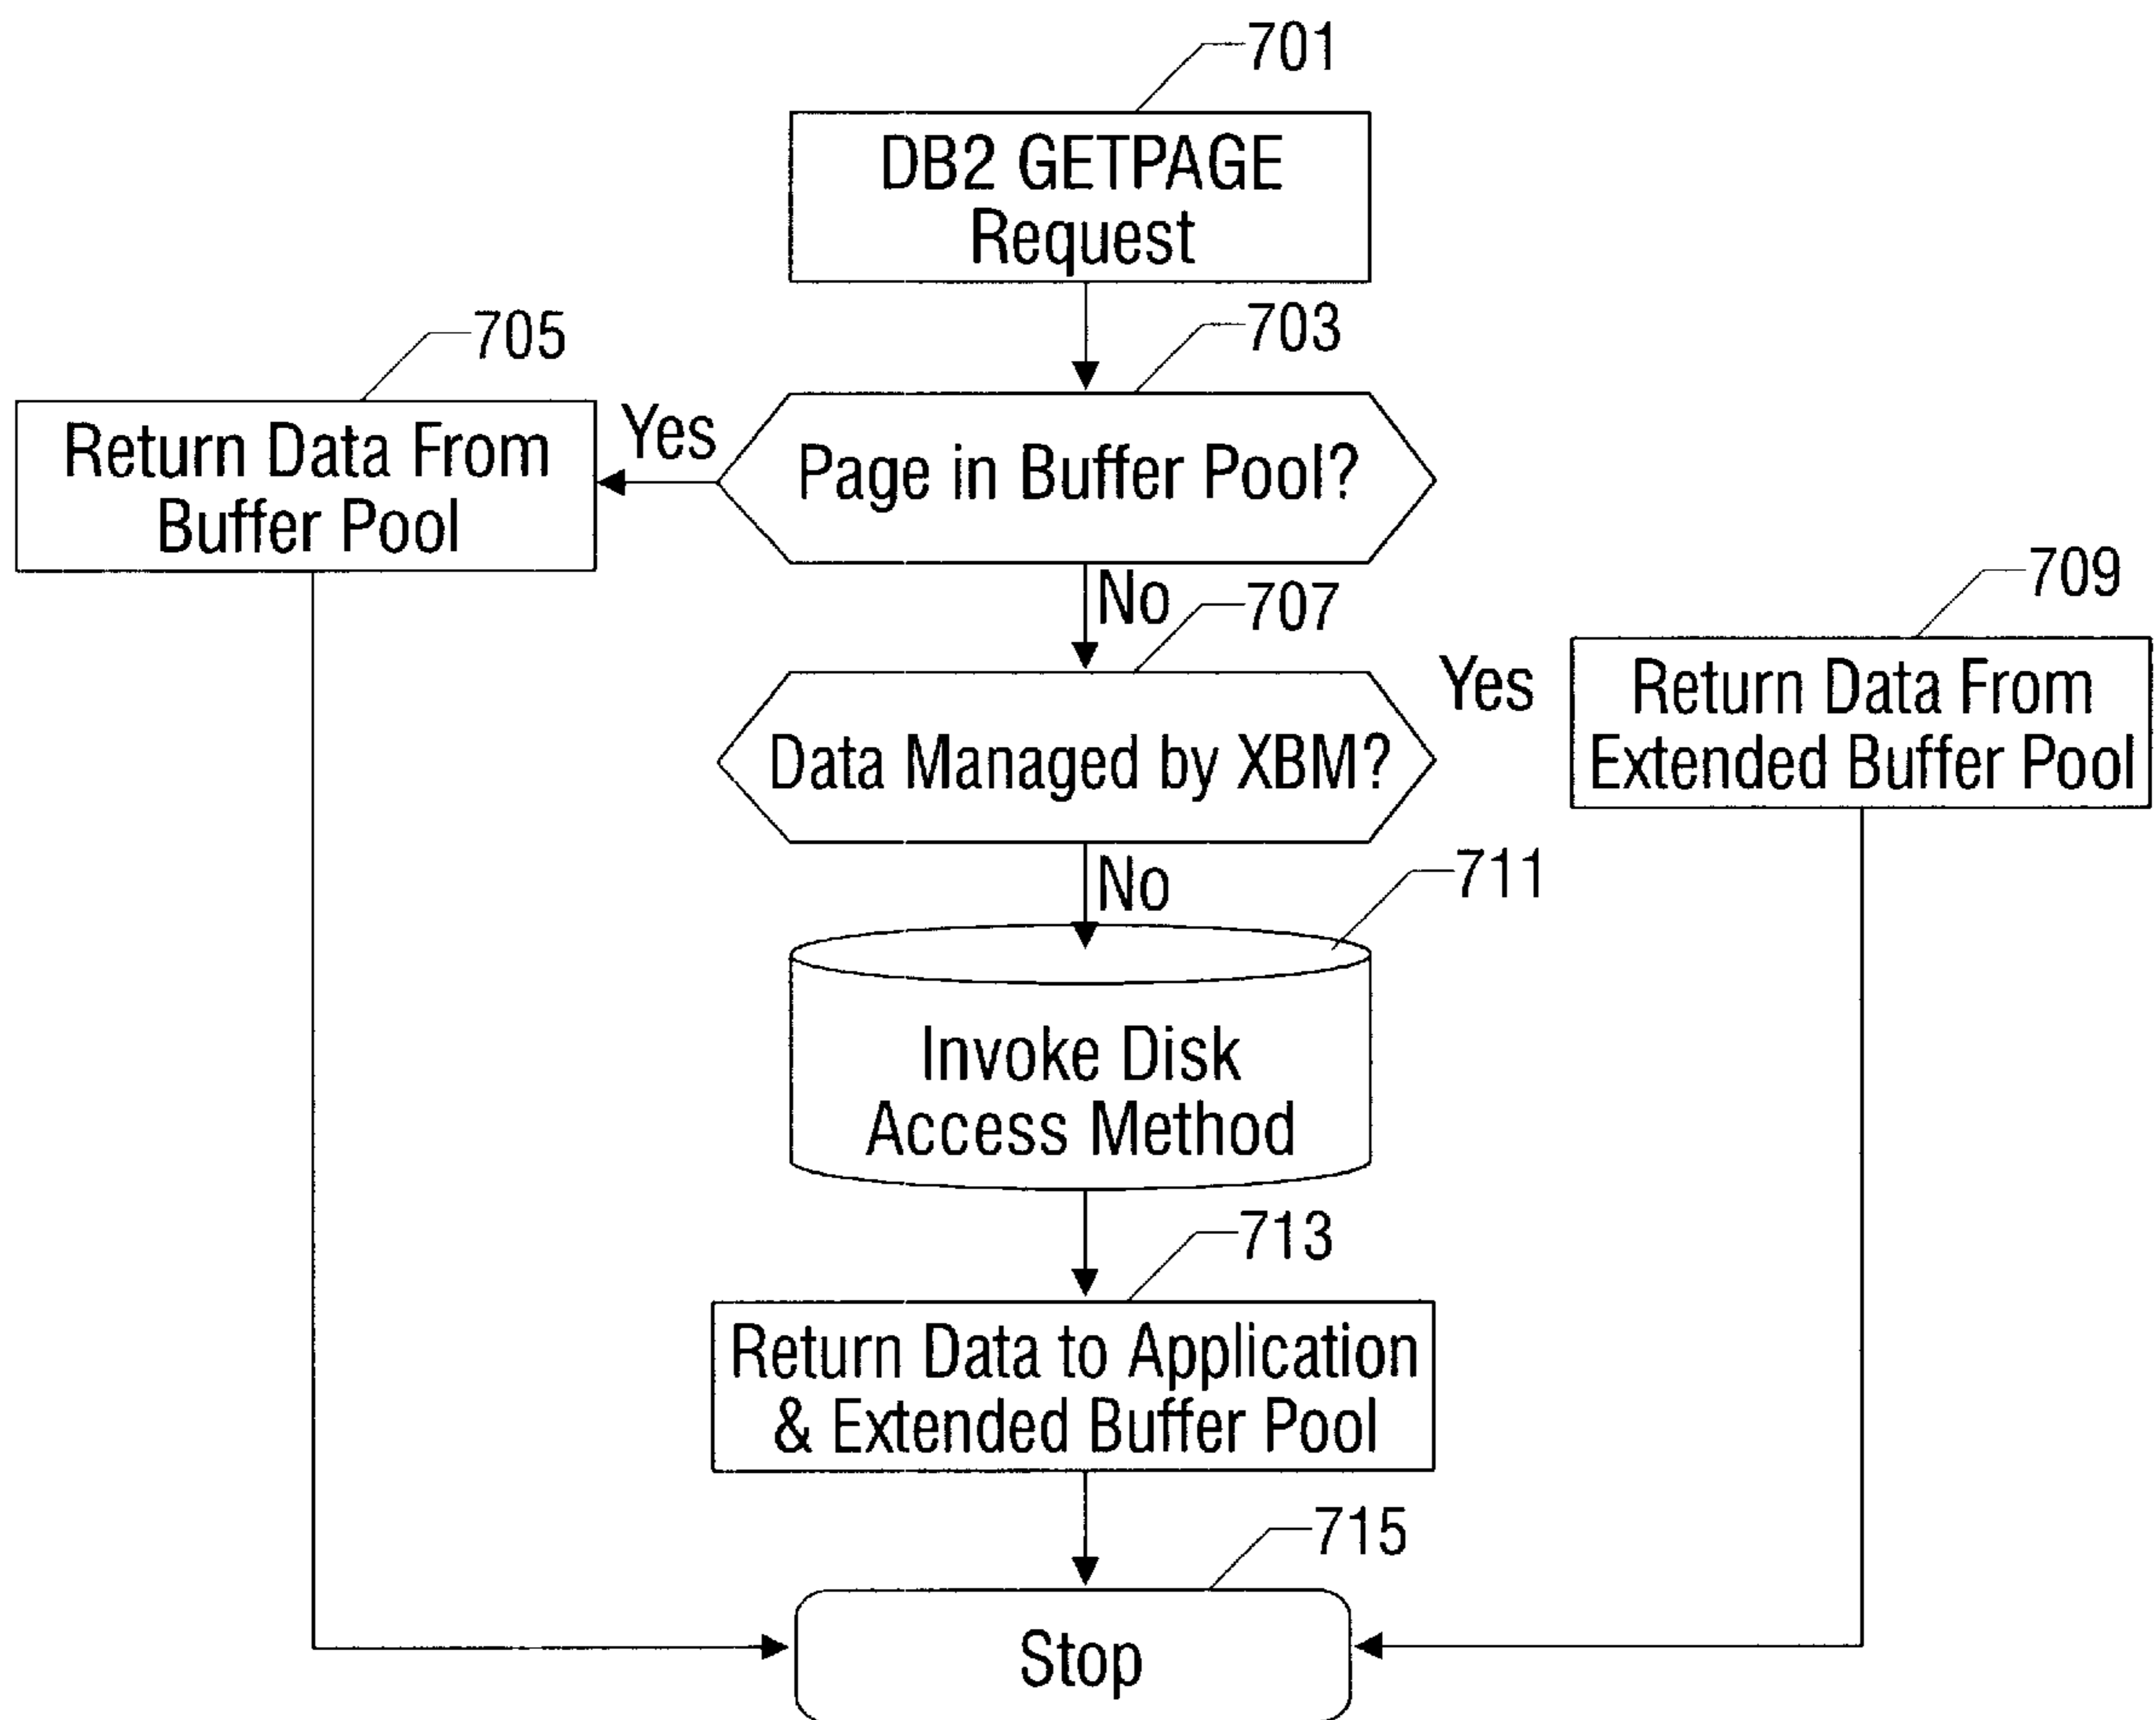 701
DB2 GETPAGE
Request
703
705
Return Data From
Buffer Pool
Yes
Page in Buffer Pool?
No
707
709
Data Managed by XBM?
Yes
Return Data From
Extended Buffer Pool
No
711
Invoke Disk
Access Method
713
Return Data to Application
& Extended Buffer Pool
715
Stop